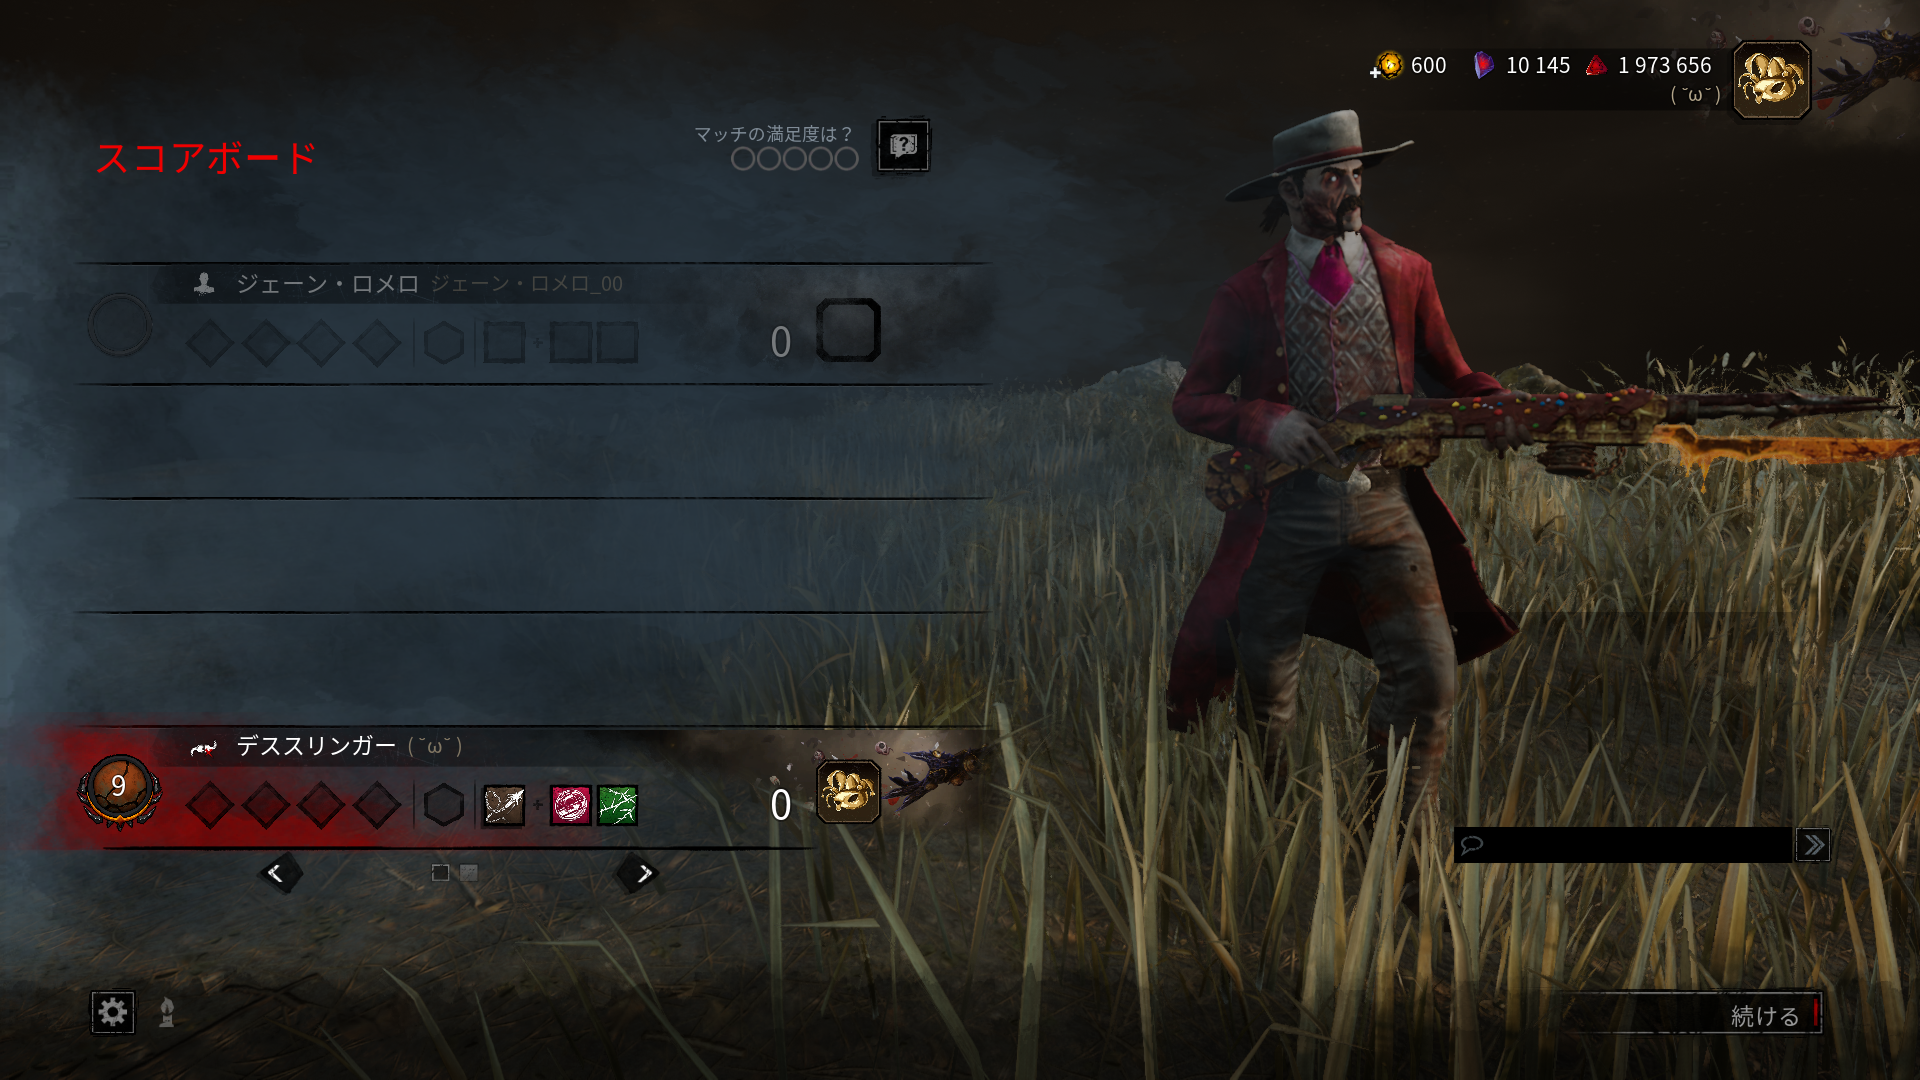 600 10 145 1 973 656
(˘ω˘)
スコアボード
マッチの満足度は？
ジェーン・ロメロ ジェーン・ロメロ_00
0
デススリンガー (˘ω˘)
9
0
続ける